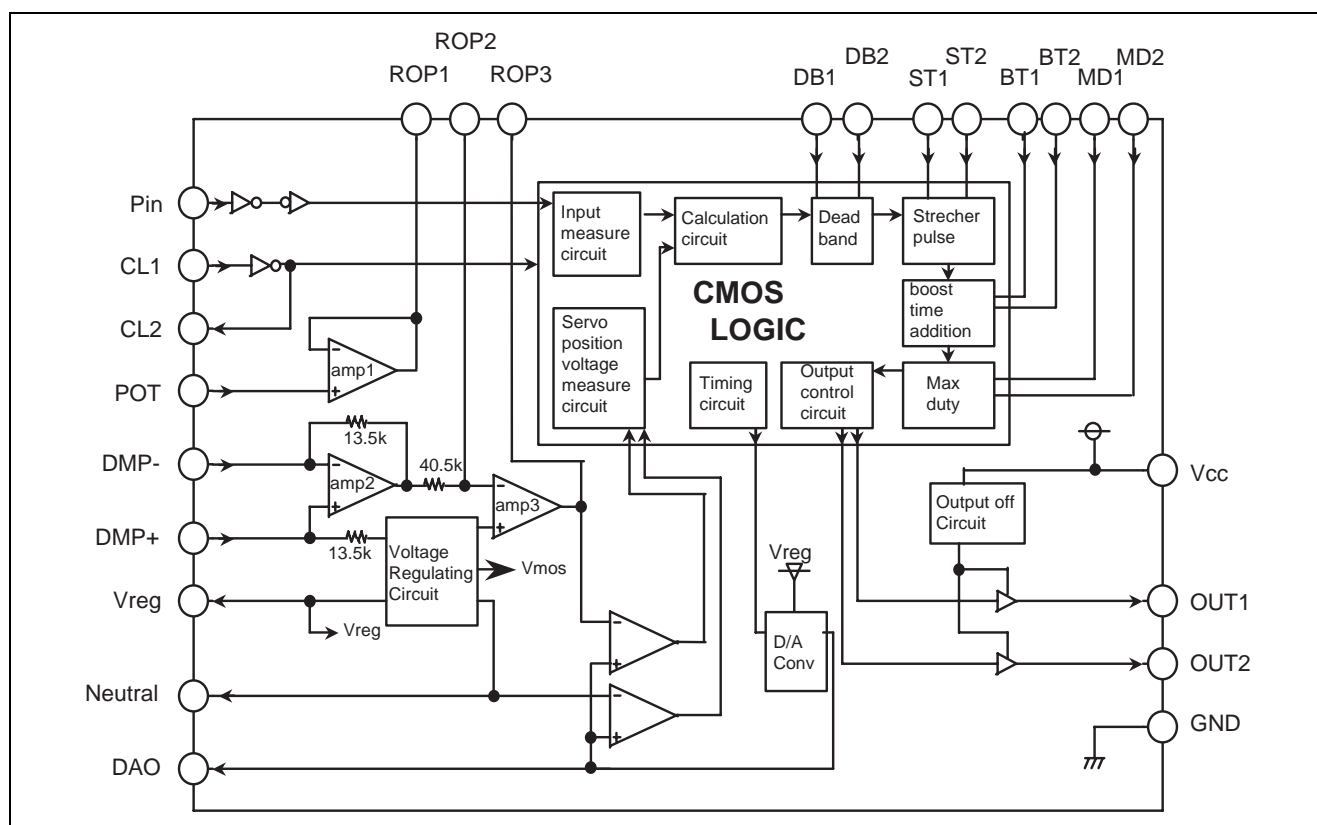 ROP2
ROP1
ROP3
DB1
DB2
ST1
ST2
BT1
BT2
MD1
MD2
Pin
CL1
CL2
POT
DMP-
DMP+
Vreg
Neutral
DAO
Input
measure
circuit
Calculation
circuit
Dead
band
Strecher
pulse
CMOS
LOGIC
boost
time
addition
Servo
position
voltage
measure
circuit
Timing
circuit
Output
control
circuit
Max
duty
-
amp1
+
13.5k
-
amp2
+
40.5k
-
amp3
+
13.5k
Voltage
Regulating
Circuit
Vmos
Vreg
-
+
-
+
Vreg
D/A
Conv
Output off
Circuit
Vcc
OUT1
OUT2
GND